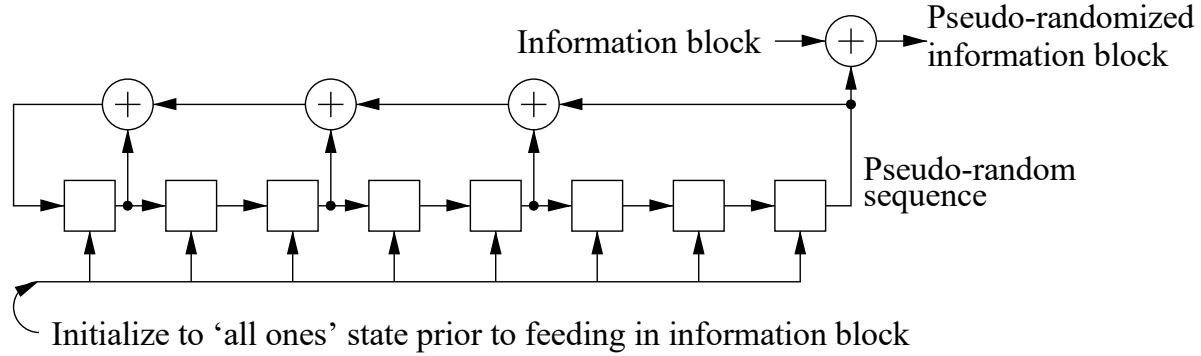 Pseudo-randomized
Information block
information block
Pseudo-random
sequence
Initialize to ‘all ones’ state prior to feeding in information block